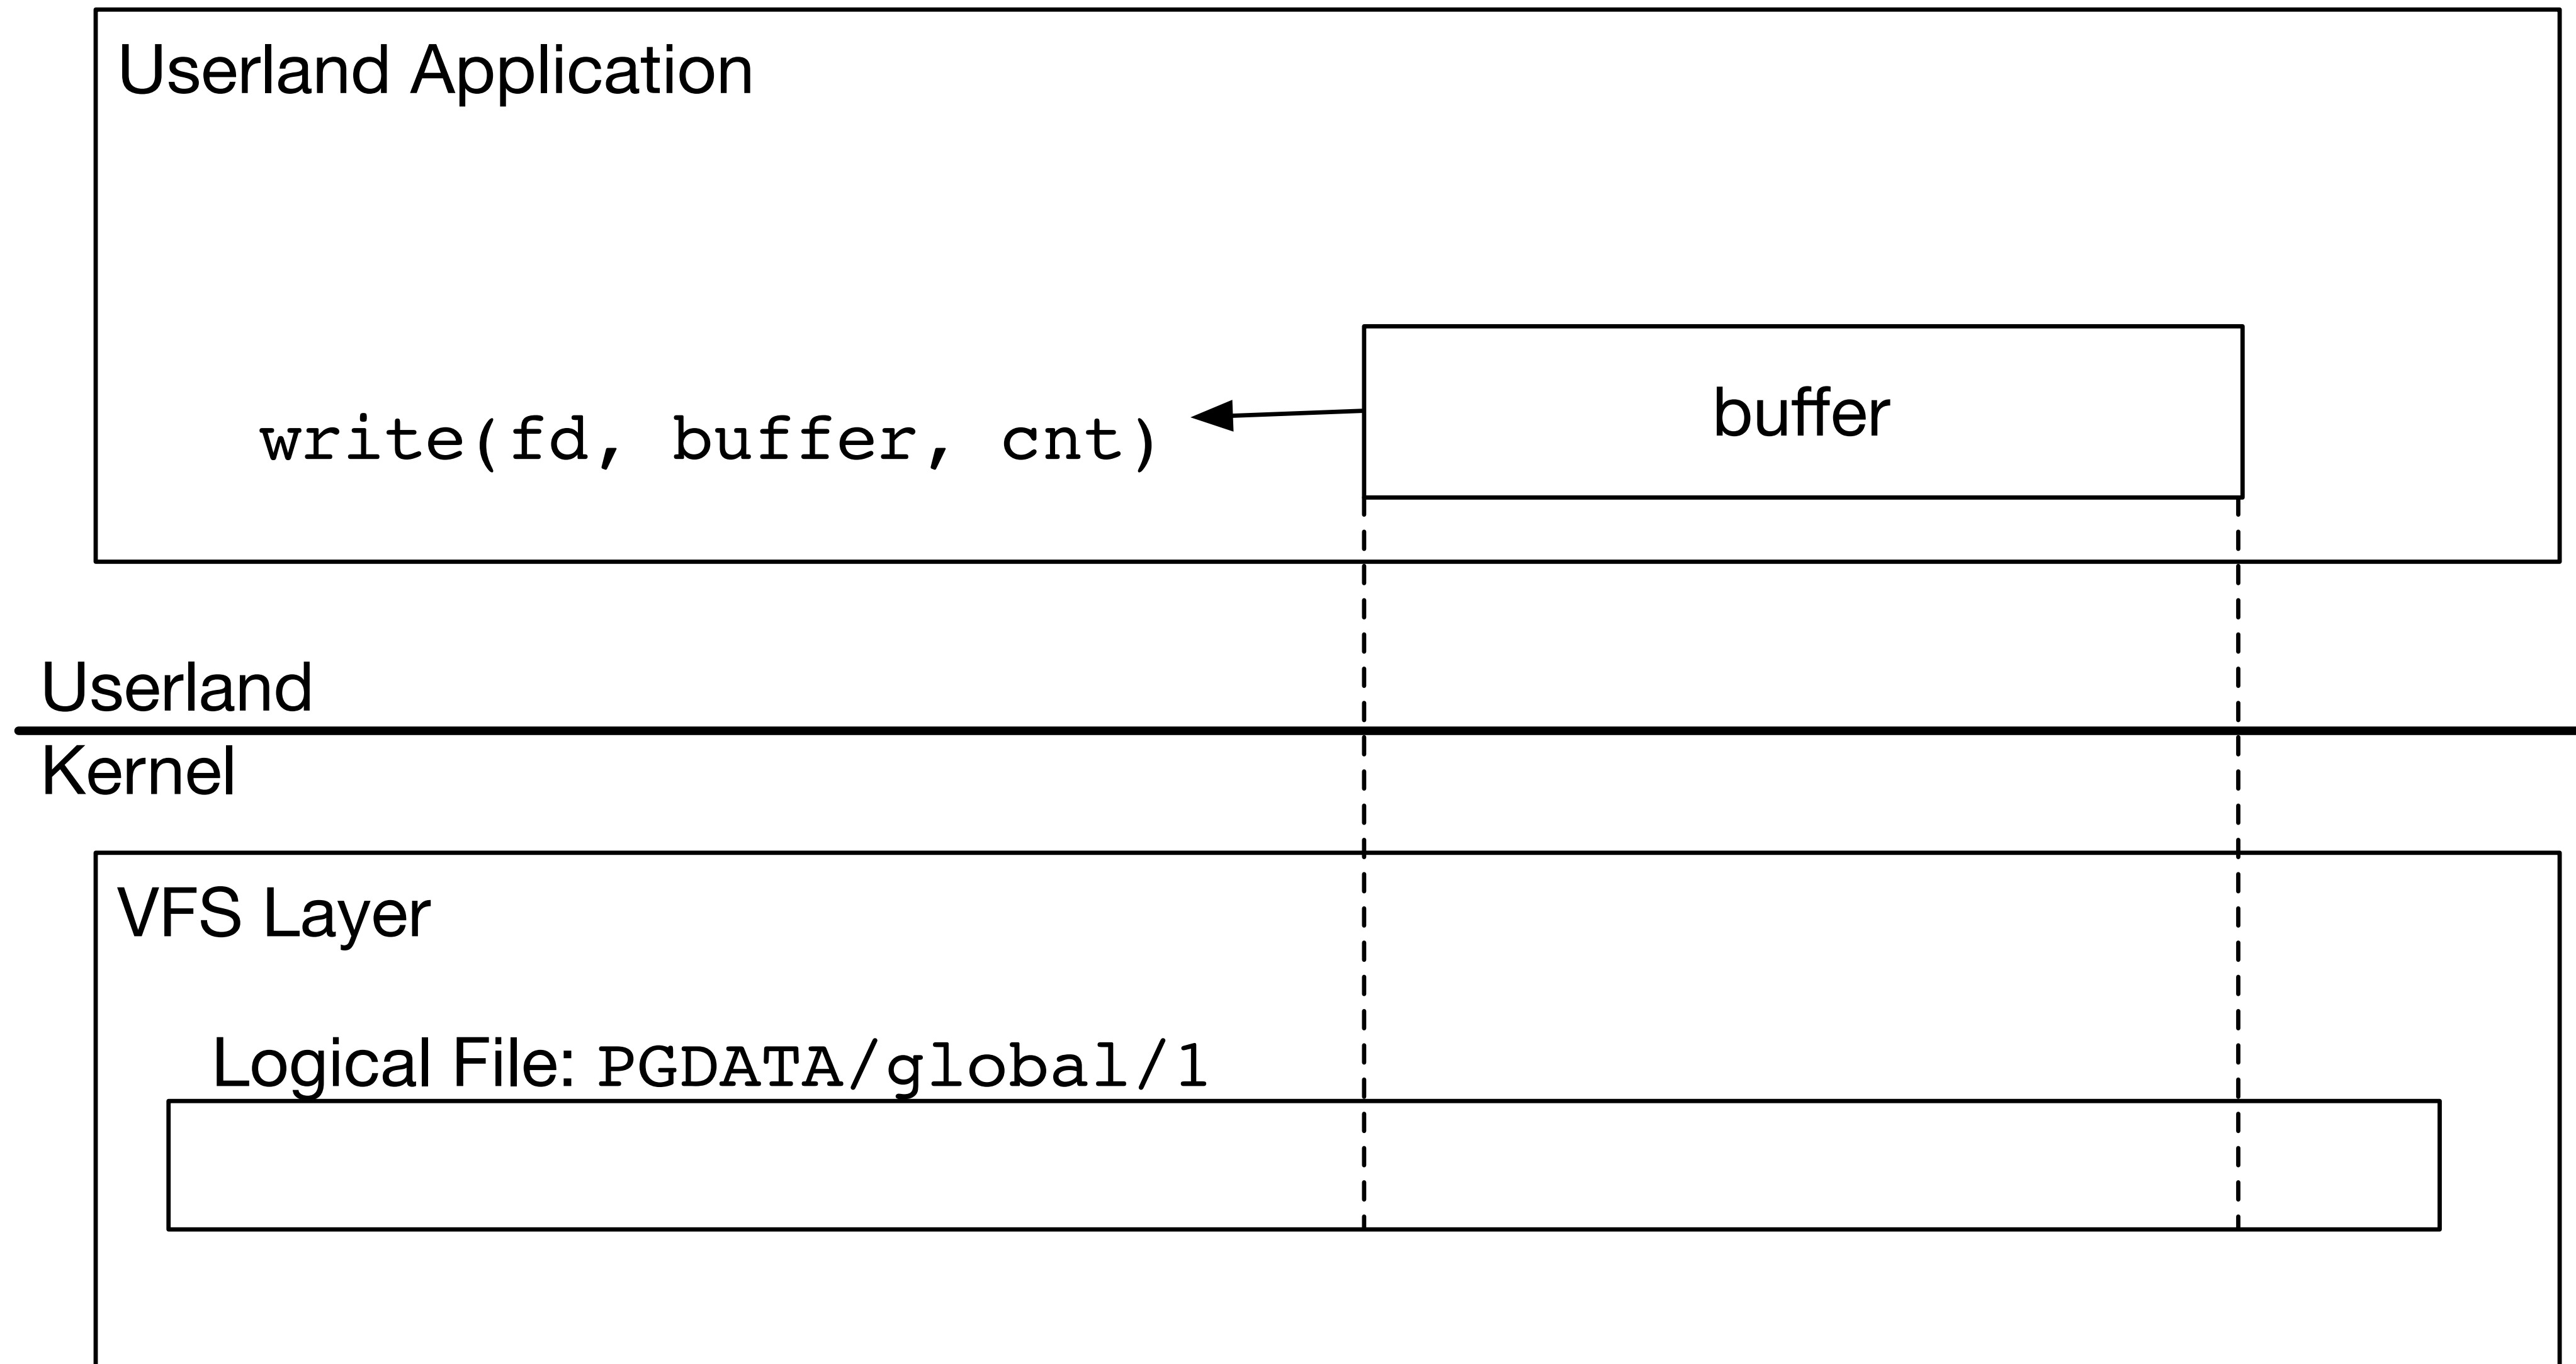 Userland Application
write(fd, buffer, cnt)
buffer
Userland
Kernel
VFS Layer
Logical File: PGDATA/global/1